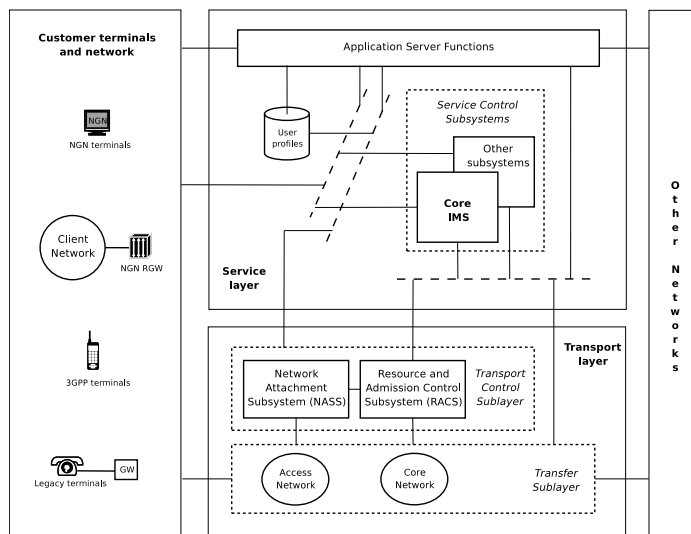 Customer terminals
and network
NGN
NGN terminals
Client
Network
NGN RGW
3GPP terminals
GW
Legacy terminals
Application Server Functions
User
profiles
Service Control
Subsystems
Other
subsystems
Core
IMS
Service
layer
Transport
layer
Network
Attachment
Subsystem (NASS)
Resource and
Admission Control
Subsystem (RACS)
Transport
Control
Sublayer
Access
Network
Core
Network
Transfer
Sublayer
Other Networks